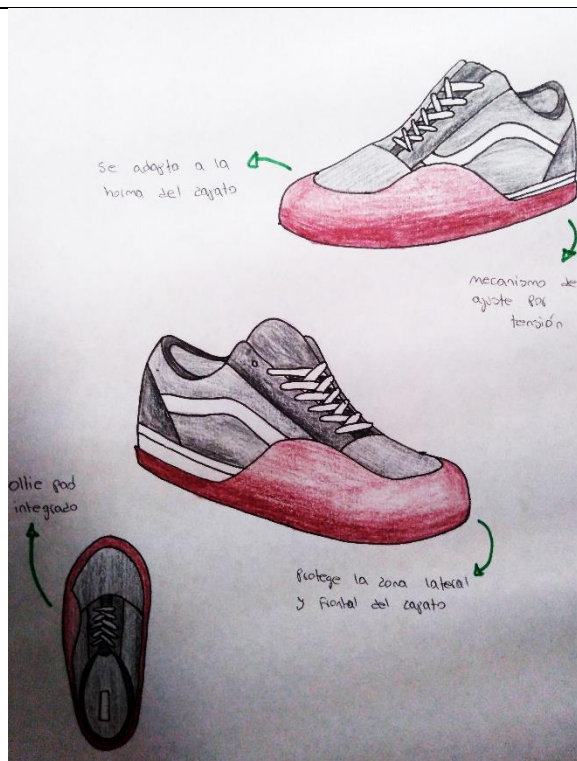 se adapta a la
horma del zapato
mecanismo de
ajuste por
tensión
ollie pad
integrado
Protege la zona lateral
y frontal del zapato